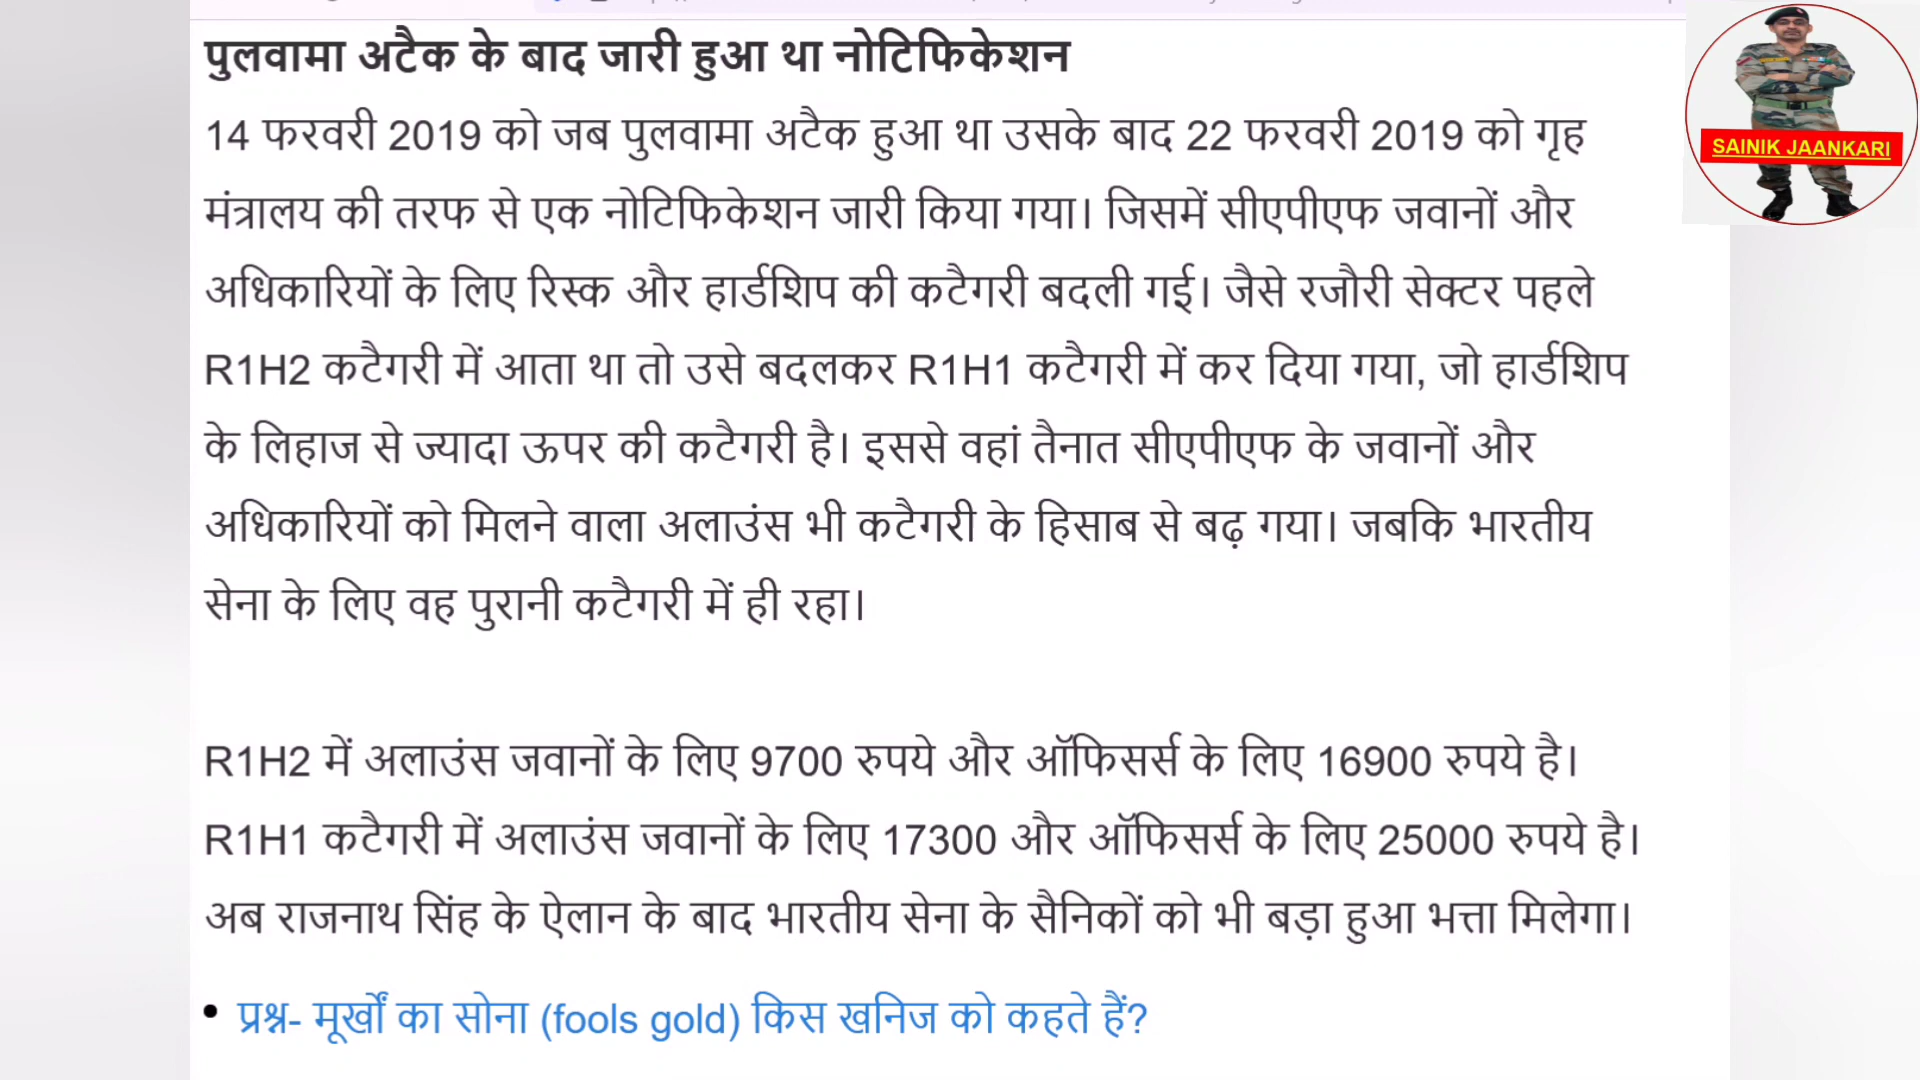 पुलवामा अटैक के बाद जारी हुआ था नोटिफिकेशन
14 फरवरी 2019 को जब पुलवामा अटैक हुआ था उसके बाद 22 फरवरी 2019 को गृह
मंत्रालय की तरफ से एक नोटिफिकेशन जारी किया गया। जिसमें सीएपीएफ जवानों और
अधिकारियों के लिए रिस्क और हार्डशिप की कटैगरी बदली गई। जैसे रजौरी सेक्टर पहले
R1H2 कटैगरी में आता था तो उसे बदलकर R1H1 कटैगरी में कर दिया गया, जो हार्डशिप
के लिहाज से ज्यादा ऊपर की कटैगरी है। इससे वहां तैनात सीएपीएफ के जवानों और
अधिकारियों को मिलने वाला अलाउंस भी कटैगरी के हिसाब से बढ़ गया। जबकि भारतीय
सेना के लिए वह पुरानी कटैगरी में ही रहा।
R1H2 में अलाउंस जवानों के लिए 9700 रुपये और ऑफिसर्स के लिए 16900 रुपये है।
R1H1 कटैगरी में अलाउंस जवानों के लिए 17300 और ऑफिसर्स के लिए 25000 रुपये है।
अब राजनाथ सिंह के ऐलान के बाद भारतीय सेना के सैनिकों को भी बड़ा हुआ भत्ता मिलेगा।
• प्रश्न- मूर्खों का सोना (fools gold) किस खनिज को कहते हैं?
SAINIK JAANKARI